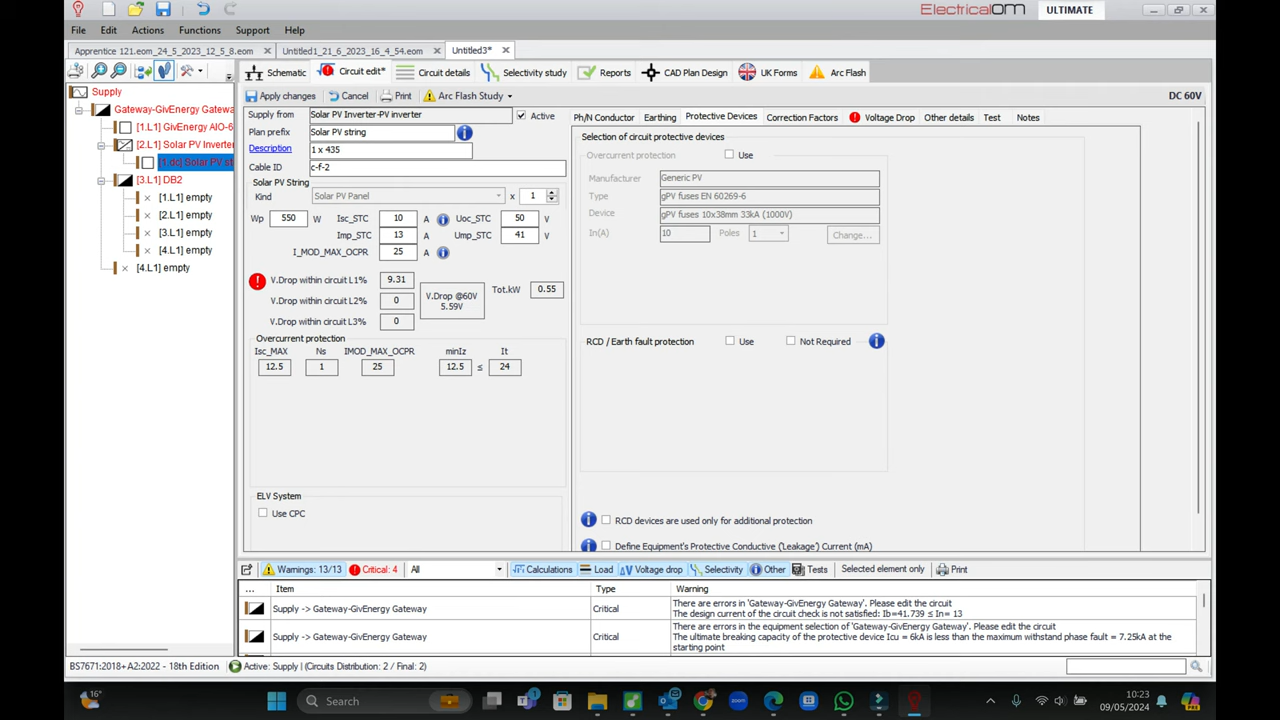 ElectricalOM ULTIMATE
File Edit Actions Functions Support Help
Apprentice 121.eom_24_5_2023_12_5_8.eom Untitled1_21_6_2023_16_4_54.eom Untitled3*
Schematic Circuit edit* Circuit details Selectivity study Reports CAD Plan Design UK Forms Arc Flash
Supply
Gateway-GivEnergy Gatewa
[1.L1] GivEnergy AIO-6
[2.L1] Solar PV Inverter
[1.dc] Solar PV st
[3.L1] DB2
[1.L1] empty
[2.L1] empty
[3.L1] empty
[4.L1] empty
[4.L1] empty
Apply changes Cancel Print Arc Flash Study DC 60V
Supply from Solar PV Inverter-PV inverter Active
Plan prefix Solar PV string
Description 1 x 435
Cable ID c-f-2
Solar PV String
Kind Solar PV Panel x 1
Wp 550 W Isc_STC 10 A Uoc_STC 50 V
Imp_STC 13 A Ump_STC 41 V
I_MOD_MAX_OCPR 25 A
V.Drop within circuit L1% 9.31
V.Drop within circuit L2% 0
V.Drop within circuit L3% 0
V.Drop @60V
5.59V
Tot.kW 0.55
Overcurrent protection
Isc_MAX Ns IMOD_MAX_OCPR minIz It
12.5 1 25 12.5 ≤ 24
ELV System
Use CPC
Ph/N Conductor Earthing Protective Devices Correction Factors Voltage Drop Other details Test Notes
Selection of circuit protective devices
Overcurrent protection Use
Manufacturer Generic PV
Type gPV fuses EN 60269-6
Device gPV fuses 10x38mm 33kA (1000V)
In(A) 10 Poles 1 Change...
RCD / Earth fault protection Use Not Required
RCD devices are used only for additional protection
Define Equipment's Protective Conductive ('Leakage') Current (mA)
Warnings: 13/13 Critical: 4 All Calculations Load Voltage drop Selectivity Other Tests Selected element only Print
... Item Type Warning
Supply -> Gateway-GivEnergy Gateway Critical There are errors in 'Gateway-GivEnergy Gateway'. Please edit the circuit
The design current of the circuit check is not satisfied: Ib=41.739 ≤ In= 13
Supply -> Gateway-GivEnergy Gateway Critical There are errors in the equipment selection of 'Gateway-GivEnergy Gateway'. Please edit the circuit
The ultimate breaking capacity of the protective device Icu = 6kA is less than the maximum withstand phase fault = 7.25kA at the
starting point
BS7671:2018+A2:2022 - 18th Edition Active: Supply | (Circuits Distribution: 2 / Final: 2)
16° Search 10:23
09/05/2024